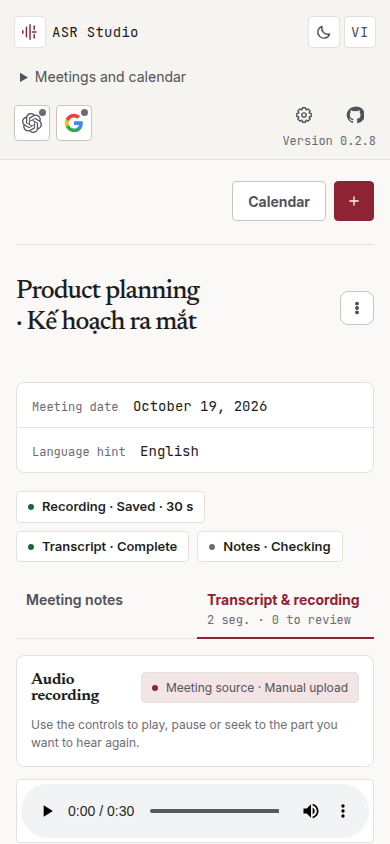 ASR Studio
VI
Meetings and calendar
Version 0.2.8
Calendar
+
Product planning
· Kế hoạch ra mắt
Meeting date October 19, 2026
Language hint English
Recording · Saved · 30 s
Transcript · Complete
Notes · Checking
Meeting notes
Transcript & recording
2 seg. · 0 to review
Audio
recording
Meeting source · Manual upload
Use the controls to play, pause or seek to the part you
want to hear again.
0:00 / 0:30